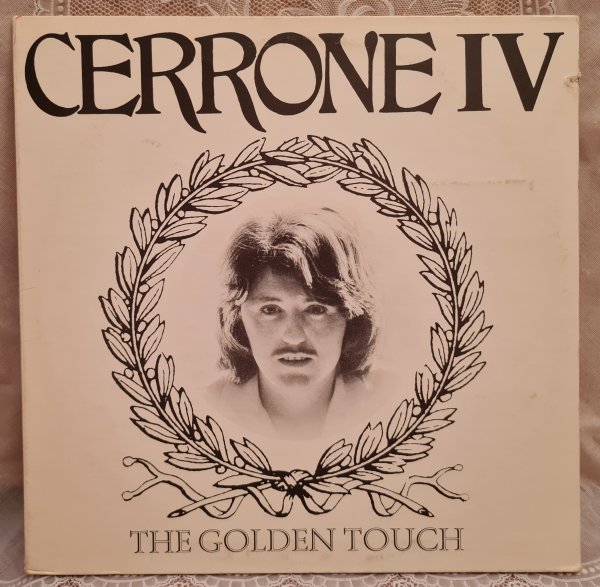 CERRONE IV
THE GOLDEN TOUCH